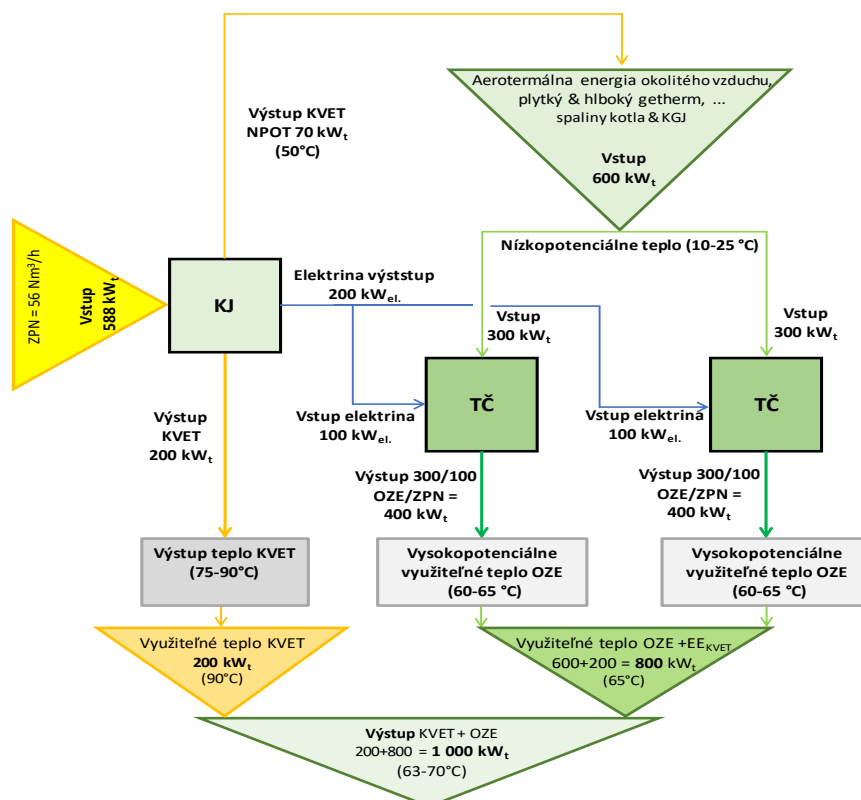 Aerotermálna energia okolitého vzduchu,
plytký & hlboký getherm, ...
spaliny kotla & KGJ
Vstup
600 kWt
Výstup KVET
NPOT 70 kWt
(50°C)
Nízkopotenciálne teplo (10-25 °C)
ZPN = 56 Nm³/h
Vstup
588 kWt
KJ
Elektrina výststup
200 kWel.
Vstup
300 kWt
Vstup
300 kWt
TČ
TČ
Vstup elektrina
100 kWel.
Vstup elektrina
100 kWel.
Výstup
KVET
200 kWt
Výstup 300/100
OZE/ZPN =
400 kWt
Výstup 300/100
OZE/ZPN =
400 kWt
Výstup teplo KVET
(75-90°C)
Vysokopotenciálne
využiteľné teplo OZE
(60-65 °C)
Vysokopotenciálne
využiteľné teplo OZE
(60-65 °C)
Využiteľné teplo KVET
200 kWt
(90°C)
Využiteľné teplo OZE +EEKVET
600+200 = 800 kWt
(65°C)
Výstup KVET + OZE
200+800 = 1 000 kWt
(63-70°C)